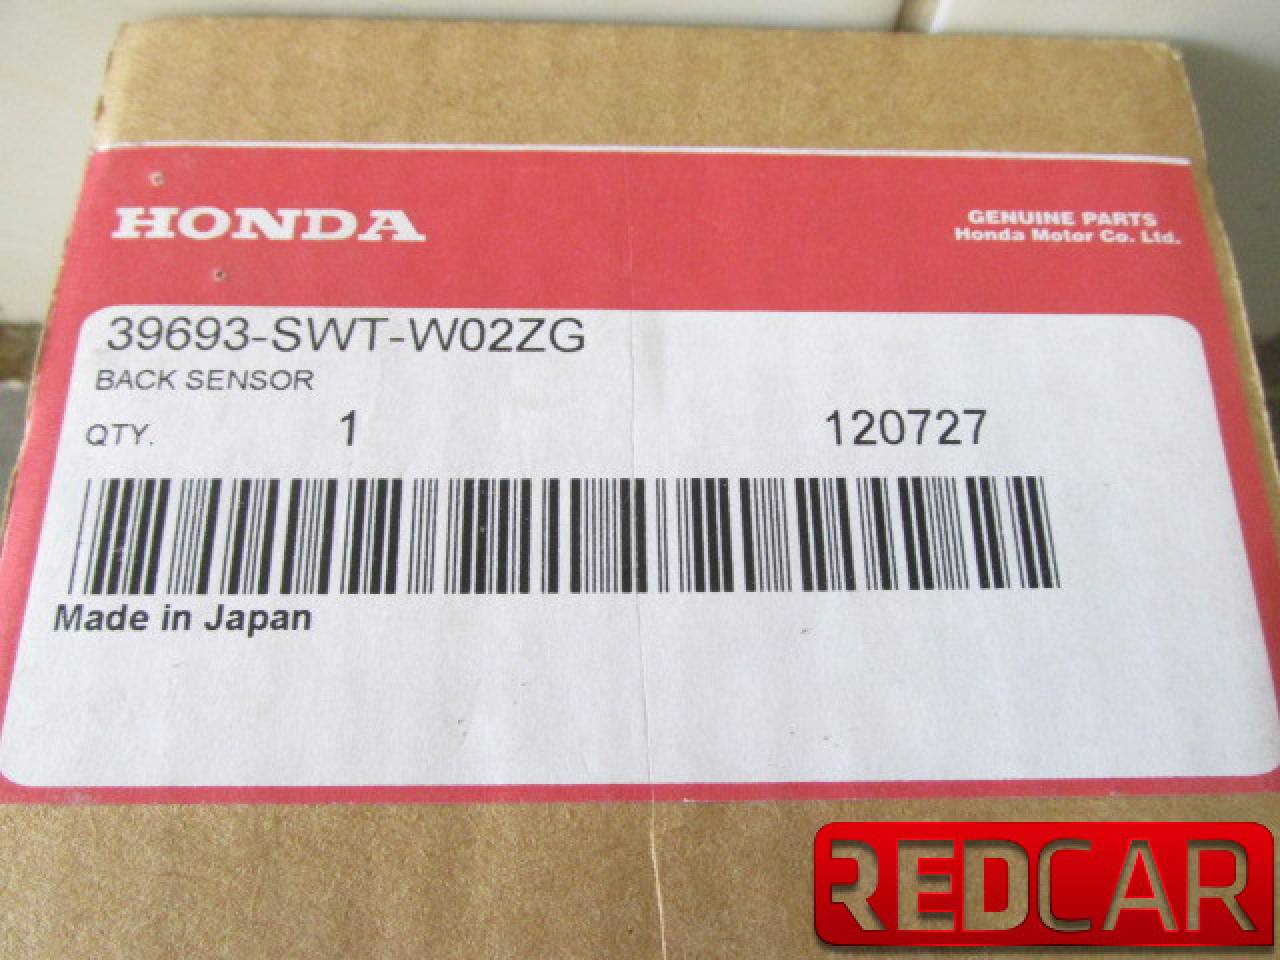 HONDA
GENUINE PARTS
Honda Motor Co. Ltd.
39693-SWT-W02ZG
BACK SENSOR
QTY. 1 120727
Made in Japan
REDCAR